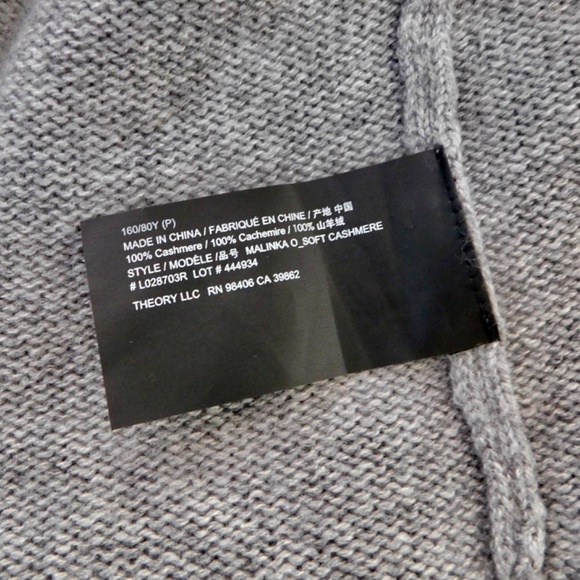 160/80Y (P)
MADE IN CHINA / FABRIQUÉ EN CHINE / 产地 中国
100% Cashmere / 100% Cachemire / 100% 山羊绒
STYLE / MODÈLE /品号 MALINKA O_SOFT CASHMERE
# L028703R LOT # 444934
THEORY LLC RN 98406 CA 39862